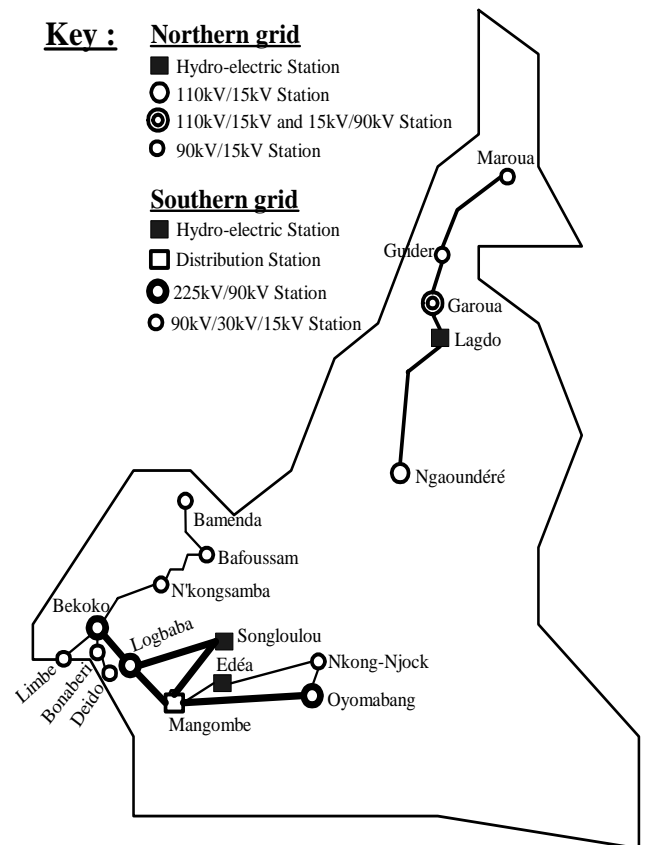 Key :
Northern grid
Hydro-electric Station
110kV/15kV Station
110kV/15kV and 15kV/90kV Station
90kV/15kV Station
Southern grid
Hydro-electric Station
Distribution Station
225kV/90kV Station
90kV/30kV/15kV Station
Maroua
Guider
Garoua
Lagdo
Ngaoundéré
Bamenda
Bafoussam
N'kongsamba
Bekoko
Logbaba
Songloulou
Edéa
Nkong-Njock
Limbe
Bonaberi
Deido
Oyomabang
Mangombe